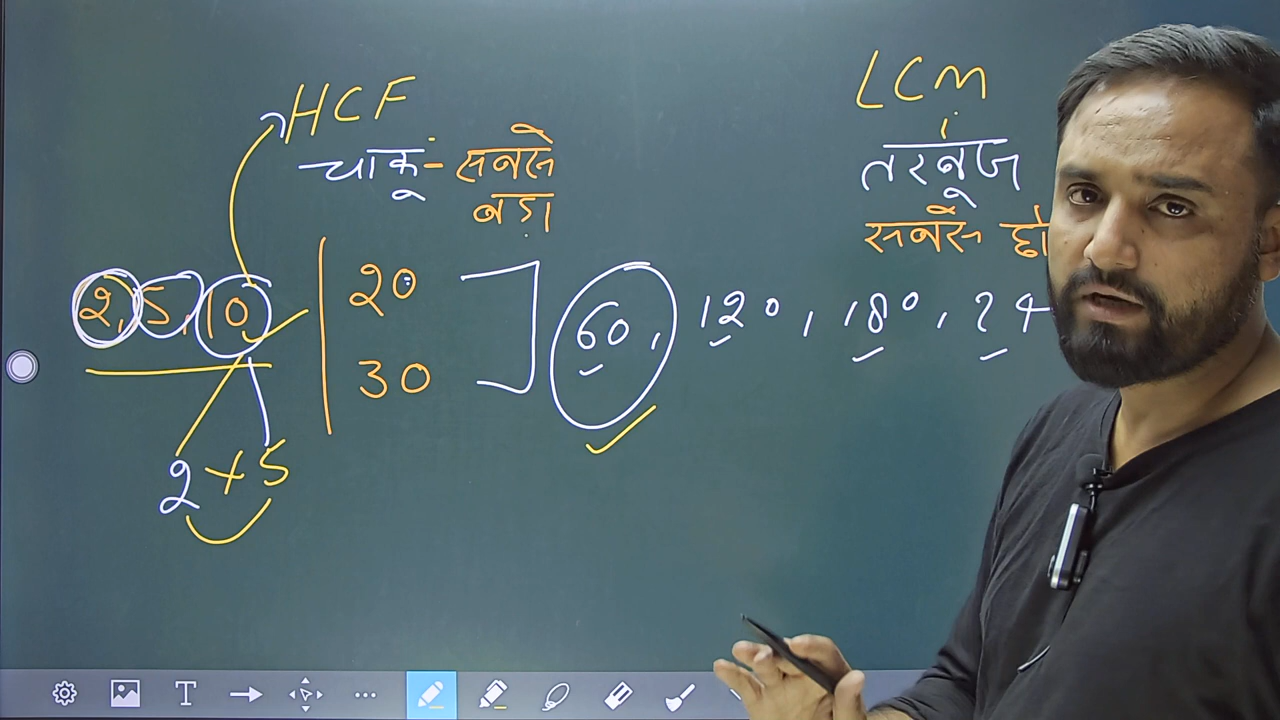 HCF
चाकू - सबसे
बड़ा
LCM
तरबूज
सबसे छो
2, 5, 10
20
30
60, 120, 180, 24
2 × 5
T